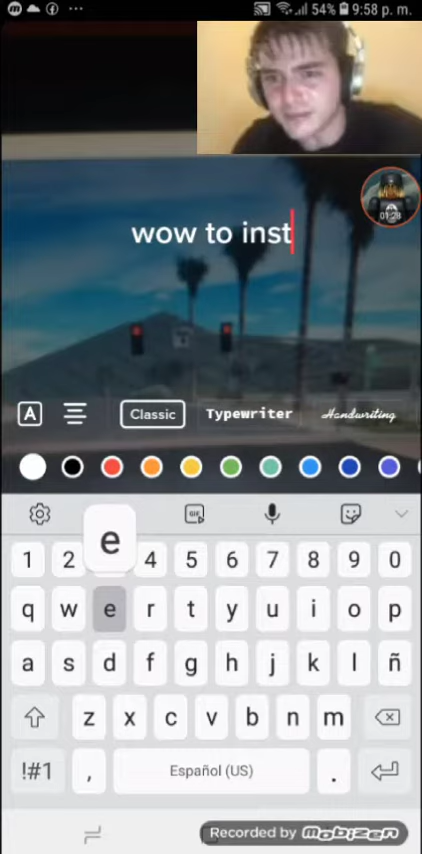 54% 9:58 p. m.
01:28
wow to inst
A Classic Typewriter Handwriting
GIF
e
1 2 4 5 6 7 8 9 0
q w e r t y u i o p
a s d f g h j k l ñ
z x c v b n m
!#1 , Español (US) .
Recorded by mobizen